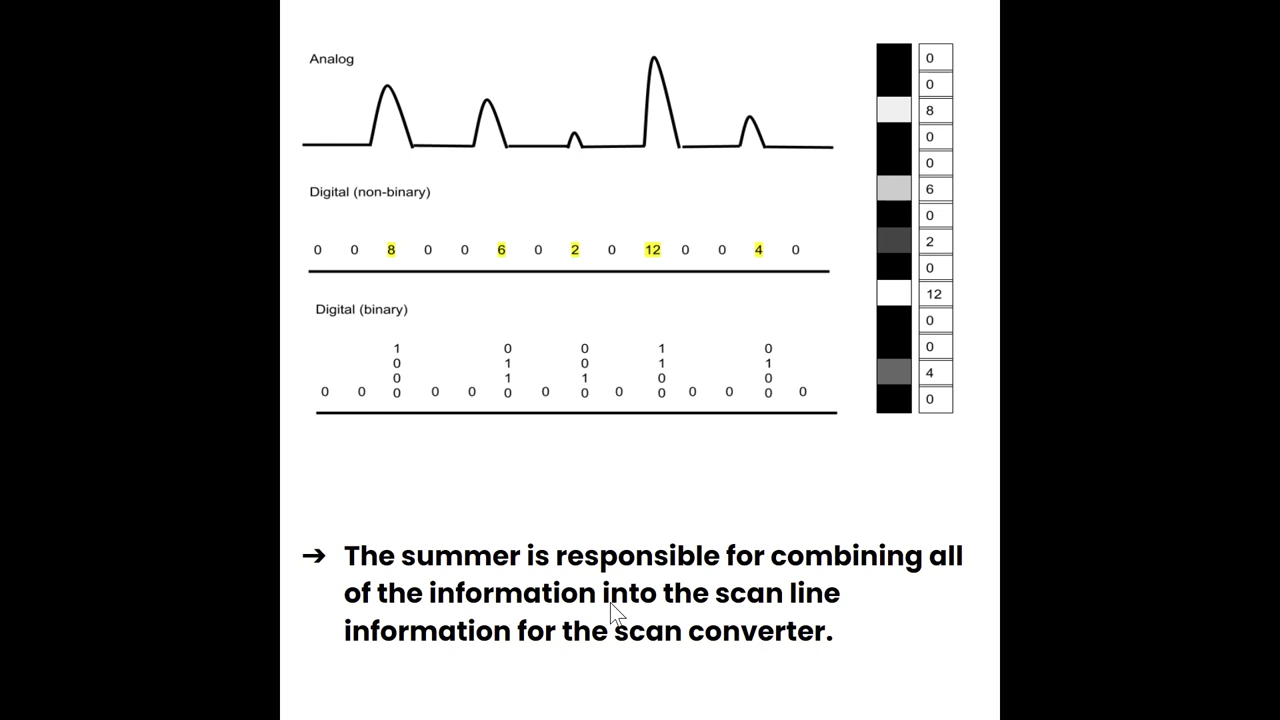 Analog
Digital (non-binary)
0 0 8 0 0 6 0 2 0 12 0 0 4 0
Digital (binary)
1 0 0 1 0
0 1 0 1 1
0 1 1 0 0
0 0 0 0 0 0 0 0 0 0 0 0 0 0
0
0
8
0
0
6
0
2
0
12
0
0
4
0
➔ The summer is responsible for combining all
of the information into the scan line
information for the scan converter.